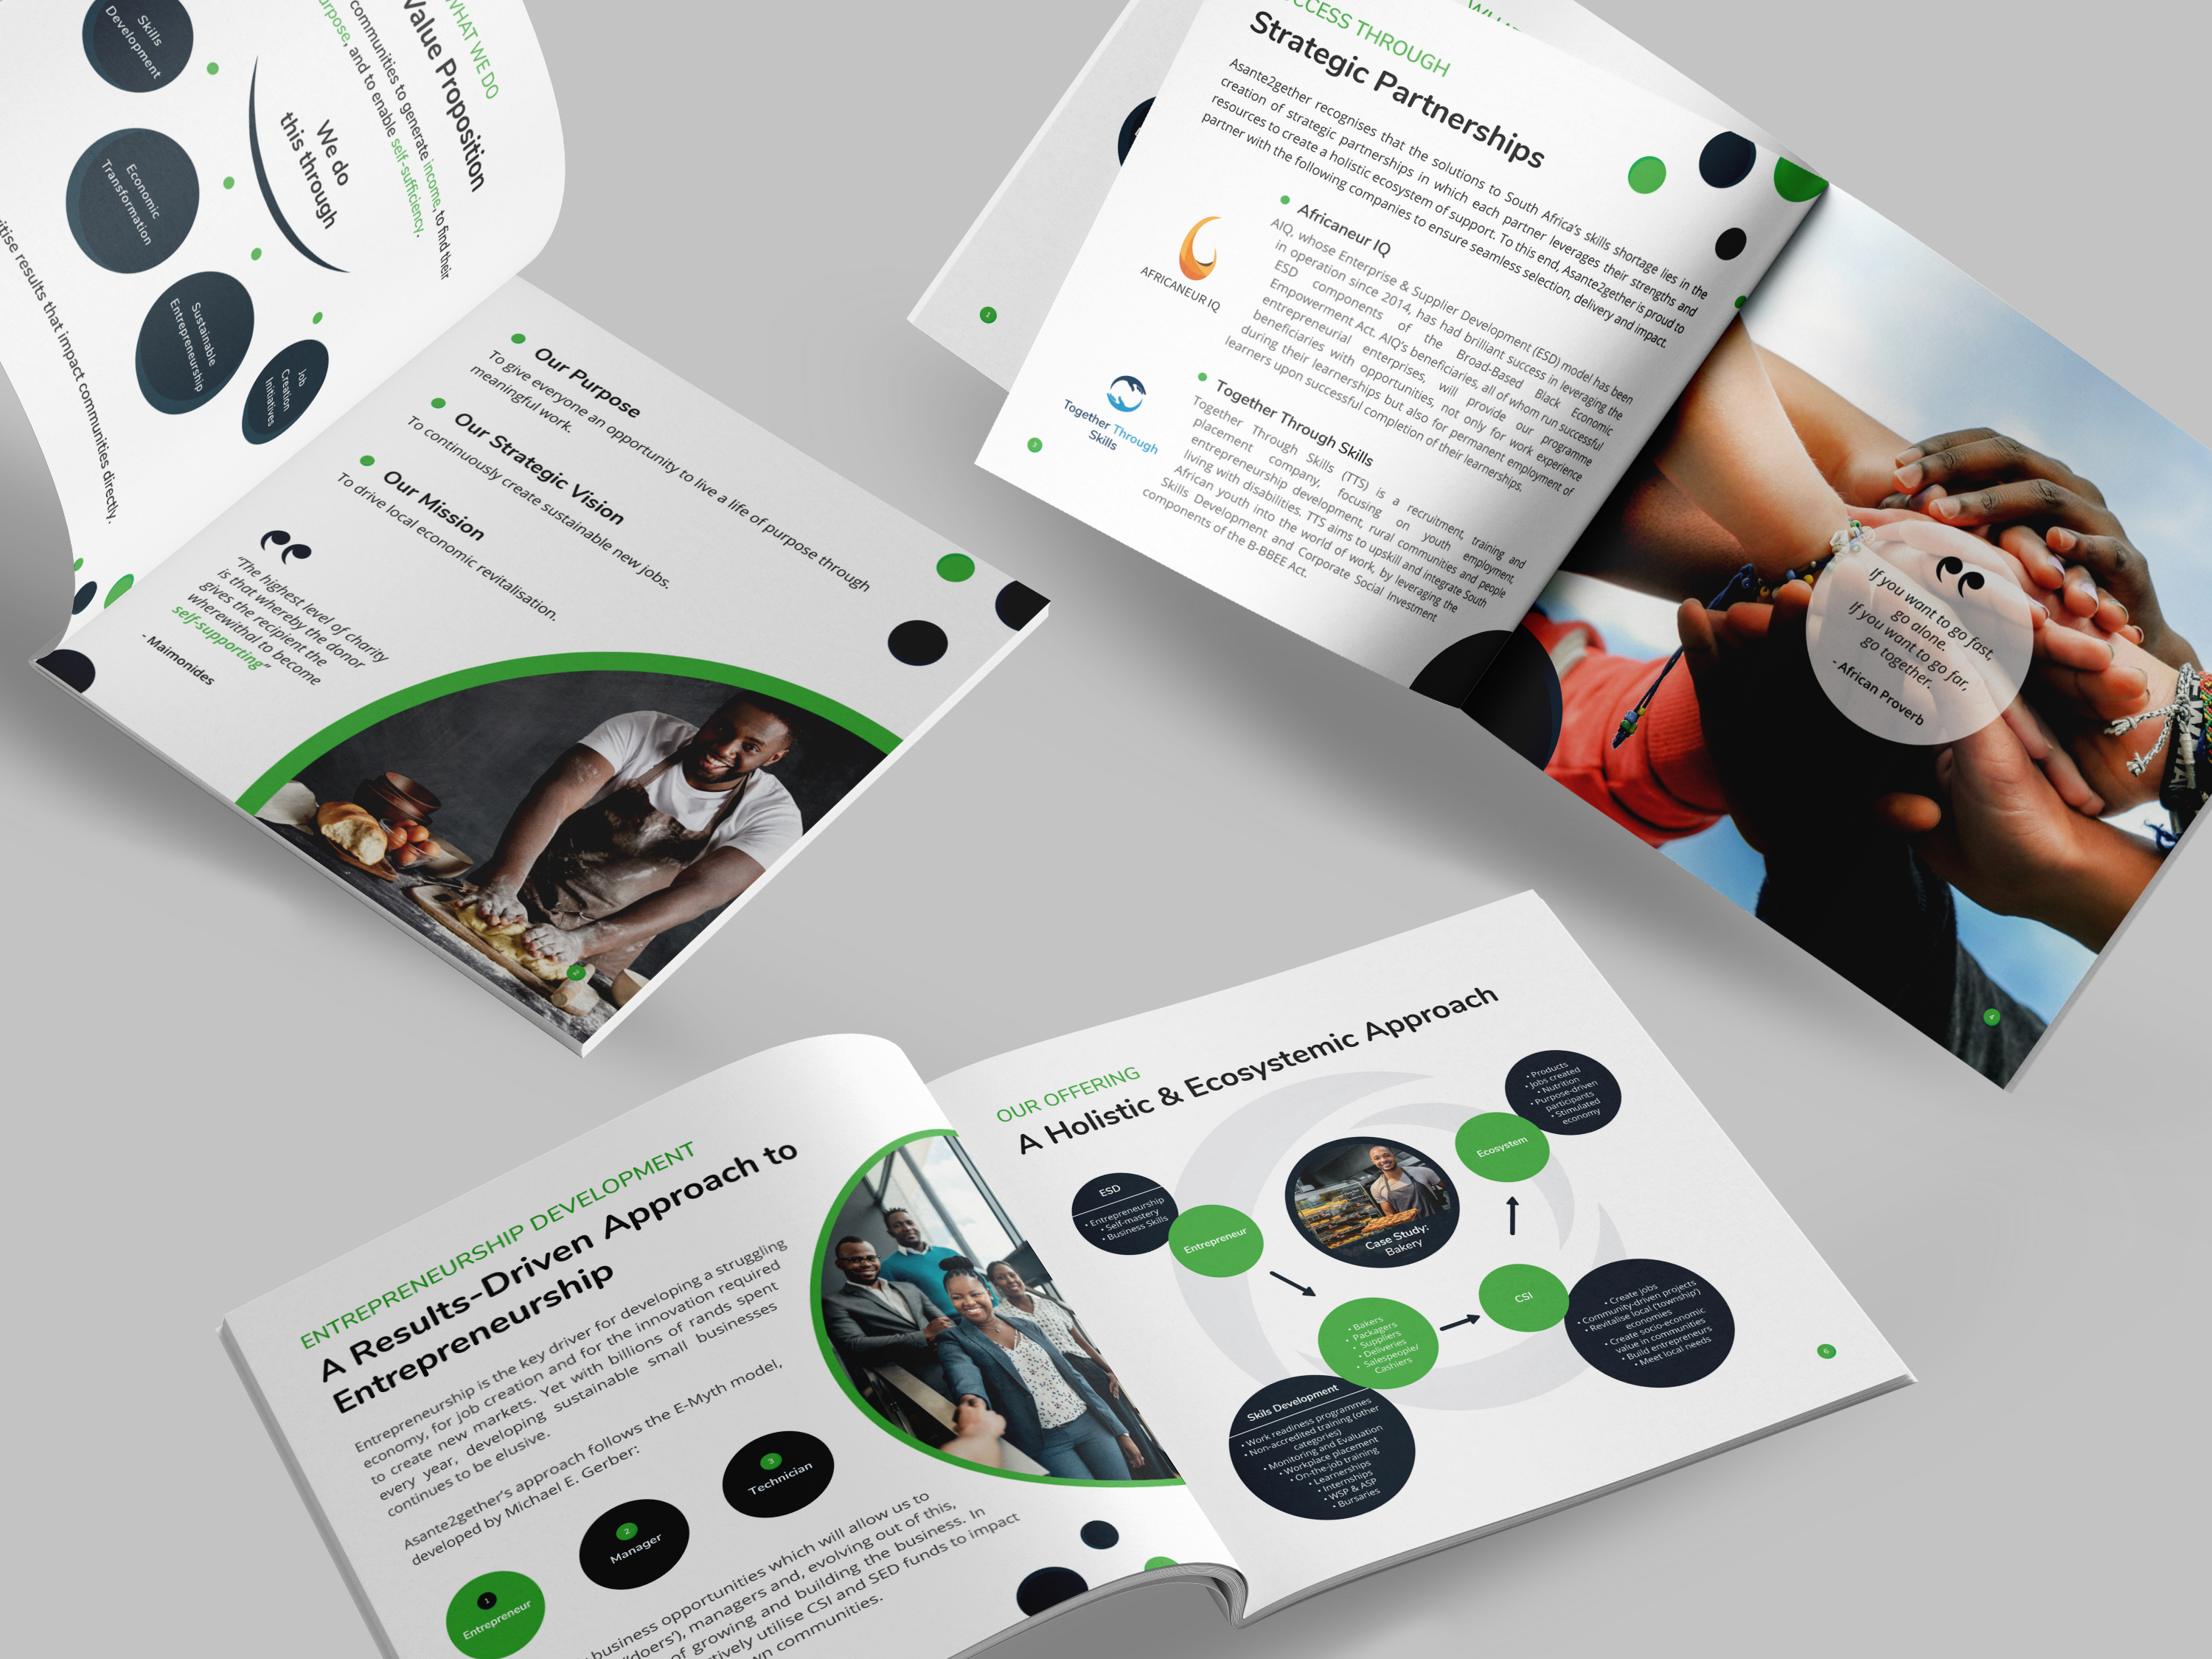 WHAT WE DO
Value Proposition
communities to generate income, to find their
and to enable self-sufficiency.
We do
this through
Skills
Development
Economic
Transformation
Sustainable
Entrepreneurship
Job
Creation
Initiatives
results that impact communities directly.
Our Purpose
To give everyone an opportunity to live a life of purpose through
meaningful work.
Our Strategic Vision
To continuously create sustainable new jobs.
Our Mission
To drive local economic revitalisation.
"The highest level of charity
is that whereby the donor
gives the recipient the
wherewithal to become
self-supporting"
- Maimonides
2
THROUGH
Strategic Partnerships
Asante2gether recognises that the solutions to South Africa's skills shortage lies in the
creation of strategic partnerships in which each partner leverages their strengths and
resources to create a holistic ecosystem of support. To this end, Asante2gether is proud to
partner with the following companies to ensure seamless selection, delivery and impact.
AFRICANEUR IQ
Africaneur IQ
AIQ, whose Enterprise & Supplier Development (ESD) model has been
in operation since 2014, has had brilliant success in leveraging the
ESD components of the Broad-Based Black Economic
Empowerment Act. AIQ's beneficiaries, all of whom run successful
entrepreneurial enterprises, will provide our programme
beneficiaries with opportunities, not only for work experience
during their learnerships but also for permanent employment of
learners upon successful completion of their learnerships.
Together Through
Skills
Together Through Skills
Together Through Skills (TTS) is a recruitment, training and
placement company, focusing on youth employment,
entrepreneurship development, rural communities and people
living with disabilities. TTS aims to upskill and integrate South
African youth into the world of work, by leveraging the
Skills Development and Corporate Social Investment
components of the B-BBEE Act.
3
If you want to go fast,
go alone.
If you want to go far,
go together.
- African Proverb
4
ENTREPRENEURSHIP DEVELOPMENT
A Results-Driven Approach to
Entrepreneurship
Entrepreneurship is the key driver for developing a struggling
economy, for job creation and for the innovation required
to create new markets. Yet with billions of rands spent
every year, developing sustainable small businesses
continues to be elusive.
Asante2gether's approach follows the E-Myth model,
developed by Michael E. Gerber:
1
Entrepreneur
2
Manager
3
Technician
business opportunities which will allow us to
'doers'), managers and, evolving out of this,
of growing and building the business. In
utilise CSI and SED funds to impact
communities.
OUR OFFERING
A Holistic & Ecosystemic Approach
ESD
• Entrepreneurship
• Self-mastery
• Business Skills
Entrepreneur
Case Study:
Bakery
Ecosystem
• Products
• Jobs created
• Nutrition
• Purpose-driven
participants
• Stimulated
economy
• Bakers
• Packagers
• Suppliers
• Deliveries
• Salespeople/
Cashiers
CSI
• Create jobs
• Community-driven projects
• Revitalise local ('township')
economies
• Create socio-economic
value in communities
• Build entrepreneurs
• Meet local needs
Skils Development
• Work readiness programmes
• Non-accredited training (other
categories)
• Monitoring and Evaluation
• Workplace placement
• On-the-job training
• Learnerships
• Internships
• WSP & ASP
• Bursaries
6